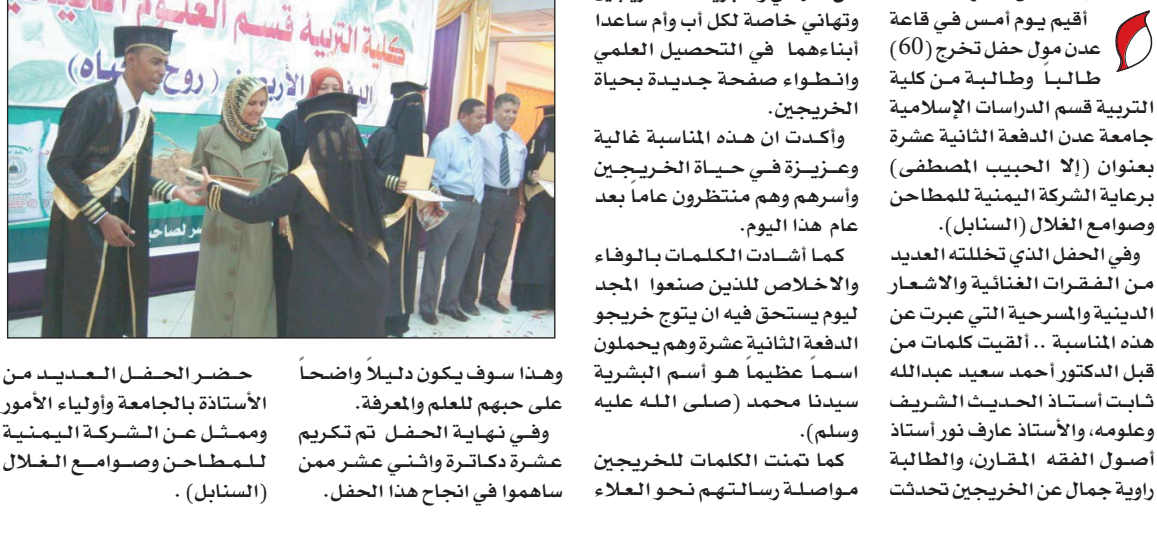 أقيم يوم أمس في قاعة
عدن مول حفل تخرج (60)
طالباً وطالبة من كلية
التربية قسم الدراسات الإسلامية
جامعة عدن الدفعة الثانية عشرة
بعنوان (إلا الحبيب المصطفى)
برعاية الشركة اليمنية للمطاحن
وصوامع الغلال (السنابل).
وفي الحفل الذي تخللته العديد
من الفقرات الغنائية والاشعار
الدينية والمسرحية التي عبرت عن
هذه المناسبة .. ألقيت كلمات من
قبل الدكتور أحمد سعيد عبدالله
ثابت أستاذ الحديث الشريف
وعلومه، والأستاذ عارف نور أستاذ
أصول الفقه المقارن، والطالبة
راوية جمال عن الخريجين تحدثت
وتهاني خاصة لكل أب وأم ساعدا
أبناءهما في التحصيل العلمي
وانطواء صفحة جديدة بحياة
الخريجين.
وأكدت ان هذه المناسبة غالية
وعزيزة في حياة الخريجين
وأسرهم وهم منتظرون عاماً بعد
عام هذا اليوم.
كما أشادت الكلمات بالوفاء
والاخلاص للذين صنعوا المجد
ليوم يستحق فيه ان يتوج خريجو
الدفعة الثانية عشرة وهم يحملون
اسماً عظيماً هو أسم البشرية
سيدنا محمد (صلى الله عليه
وسلم).
كما تمنت الكلمات للخريجين
مواصلة رسالتهم نحو العلاء
كلية التربية قسم العلوم
(روح
وهذا سوف يكون دليلاً واضحاً
على حبهم للعلم والمعرفة.
وفي نهاية الحفل تم تكريم
عشرة دكاترة واثني عشر ممن
ساهموا في انجاح هذا الحفل.
حضر الحفل العديد من
الأستاذة بالجامعة وأولياء الأمور
وممثل عن الشركة اليمنية
للمطاحن وصوامع الغلال
(السنابل) .